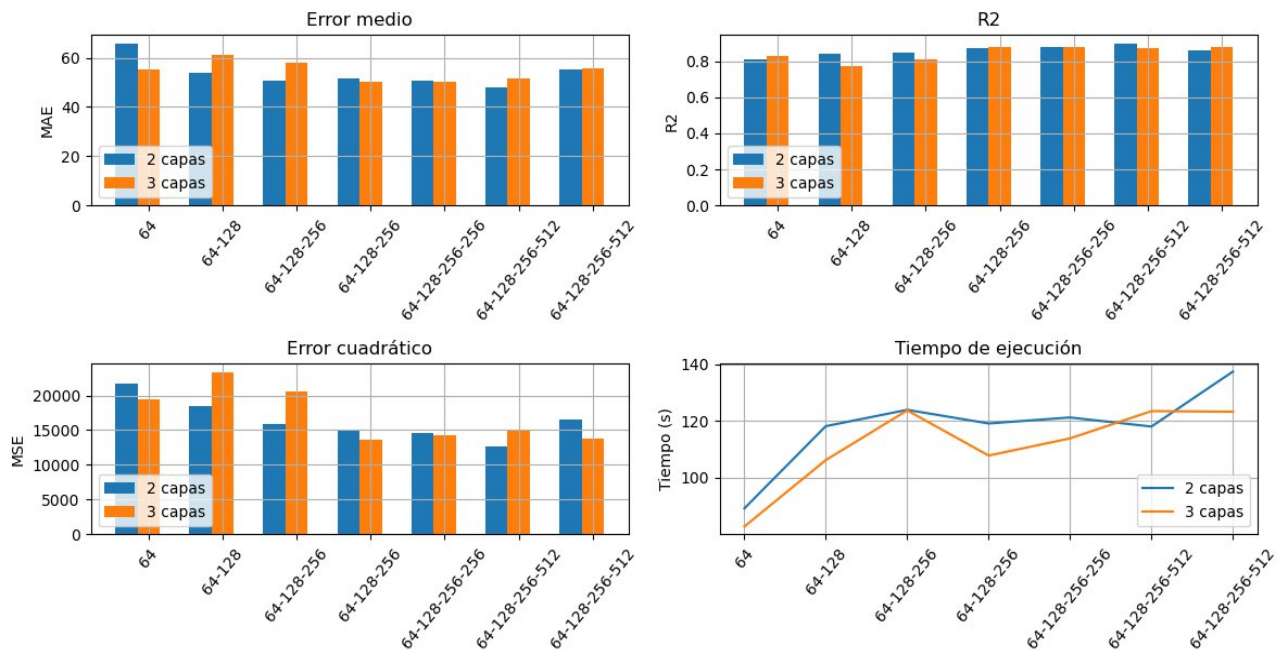 Error medio
MAE
60
40
20
0
2 capas
3 capas
64
64-128
64-128-256
64-128-256
64-128-256-256
64-128-256-512
64-128-256-512
R2
R2
0.8
0.6
0.4
0.2
0.0
2 capas
3 capas
64
64-128
64-128-256
64-128-256
64-128-256-256
64-128-256-512
64-128-256-512
Error cuadrático
MSE
20000
15000
10000
5000
0
2 capas
3 capas
64
64-128
64-128-256
64-128-256
64-128-256-256
64-128-256-512
64-128-256-512
Tiempo de ejecución
Tiempo (s)
140
120
100
2 capas
3 capas
64
64-128
64-128-256
64-128-256
64-128-256-256
64-128-256-512
64-128-256-512